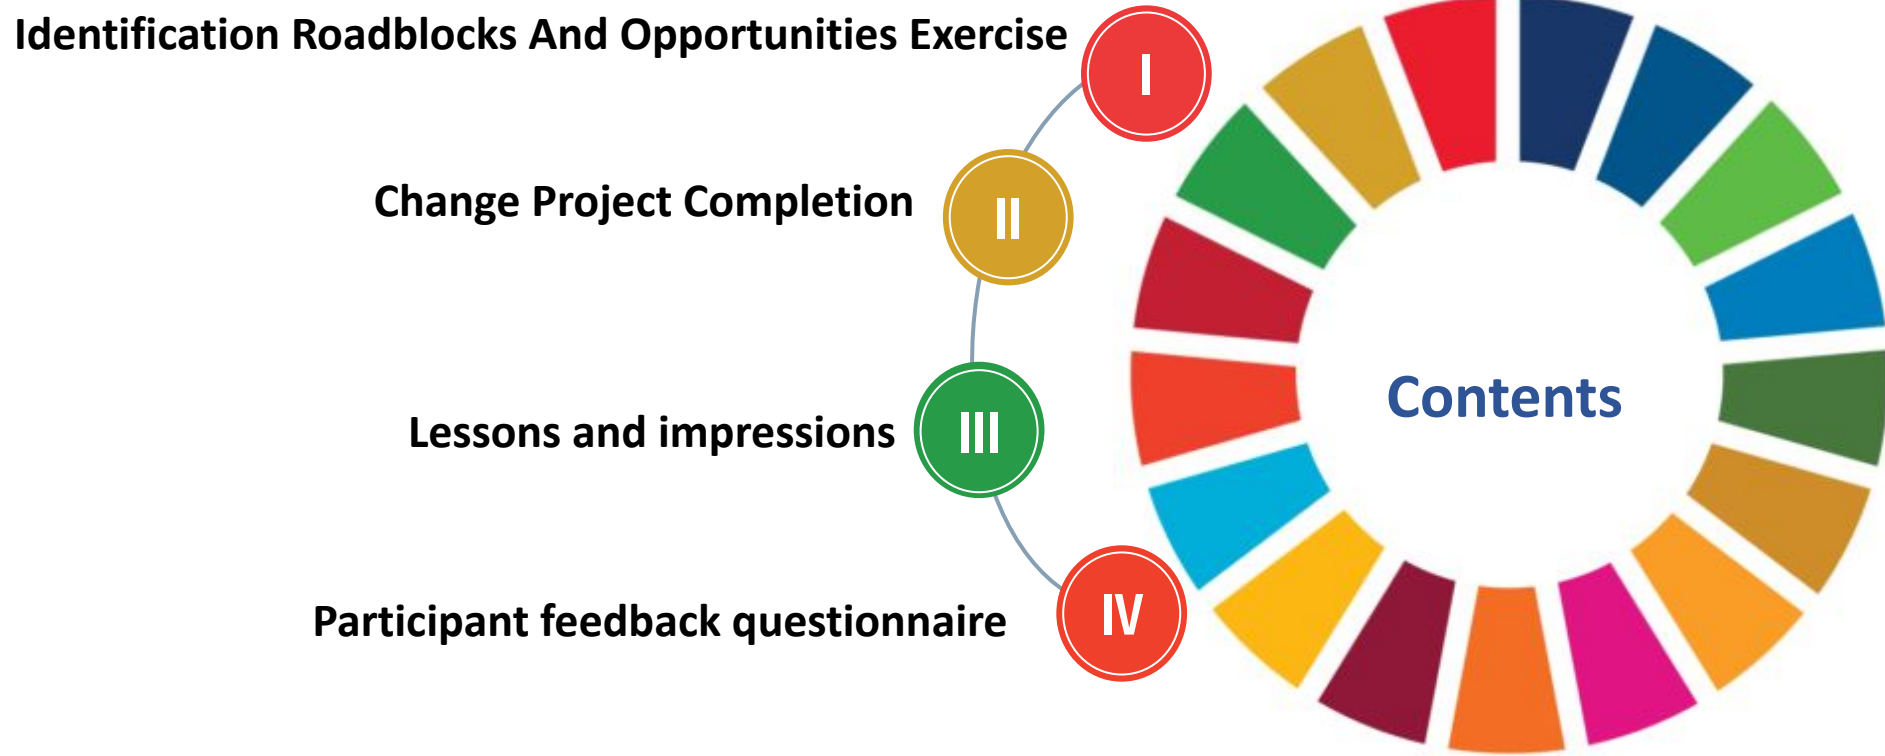 Identification Roadblocks And Opportunities Exercise
I
Change Project Completion
II
Contents
Lessons and impressions
III
Participant feedback questionnaire
IV